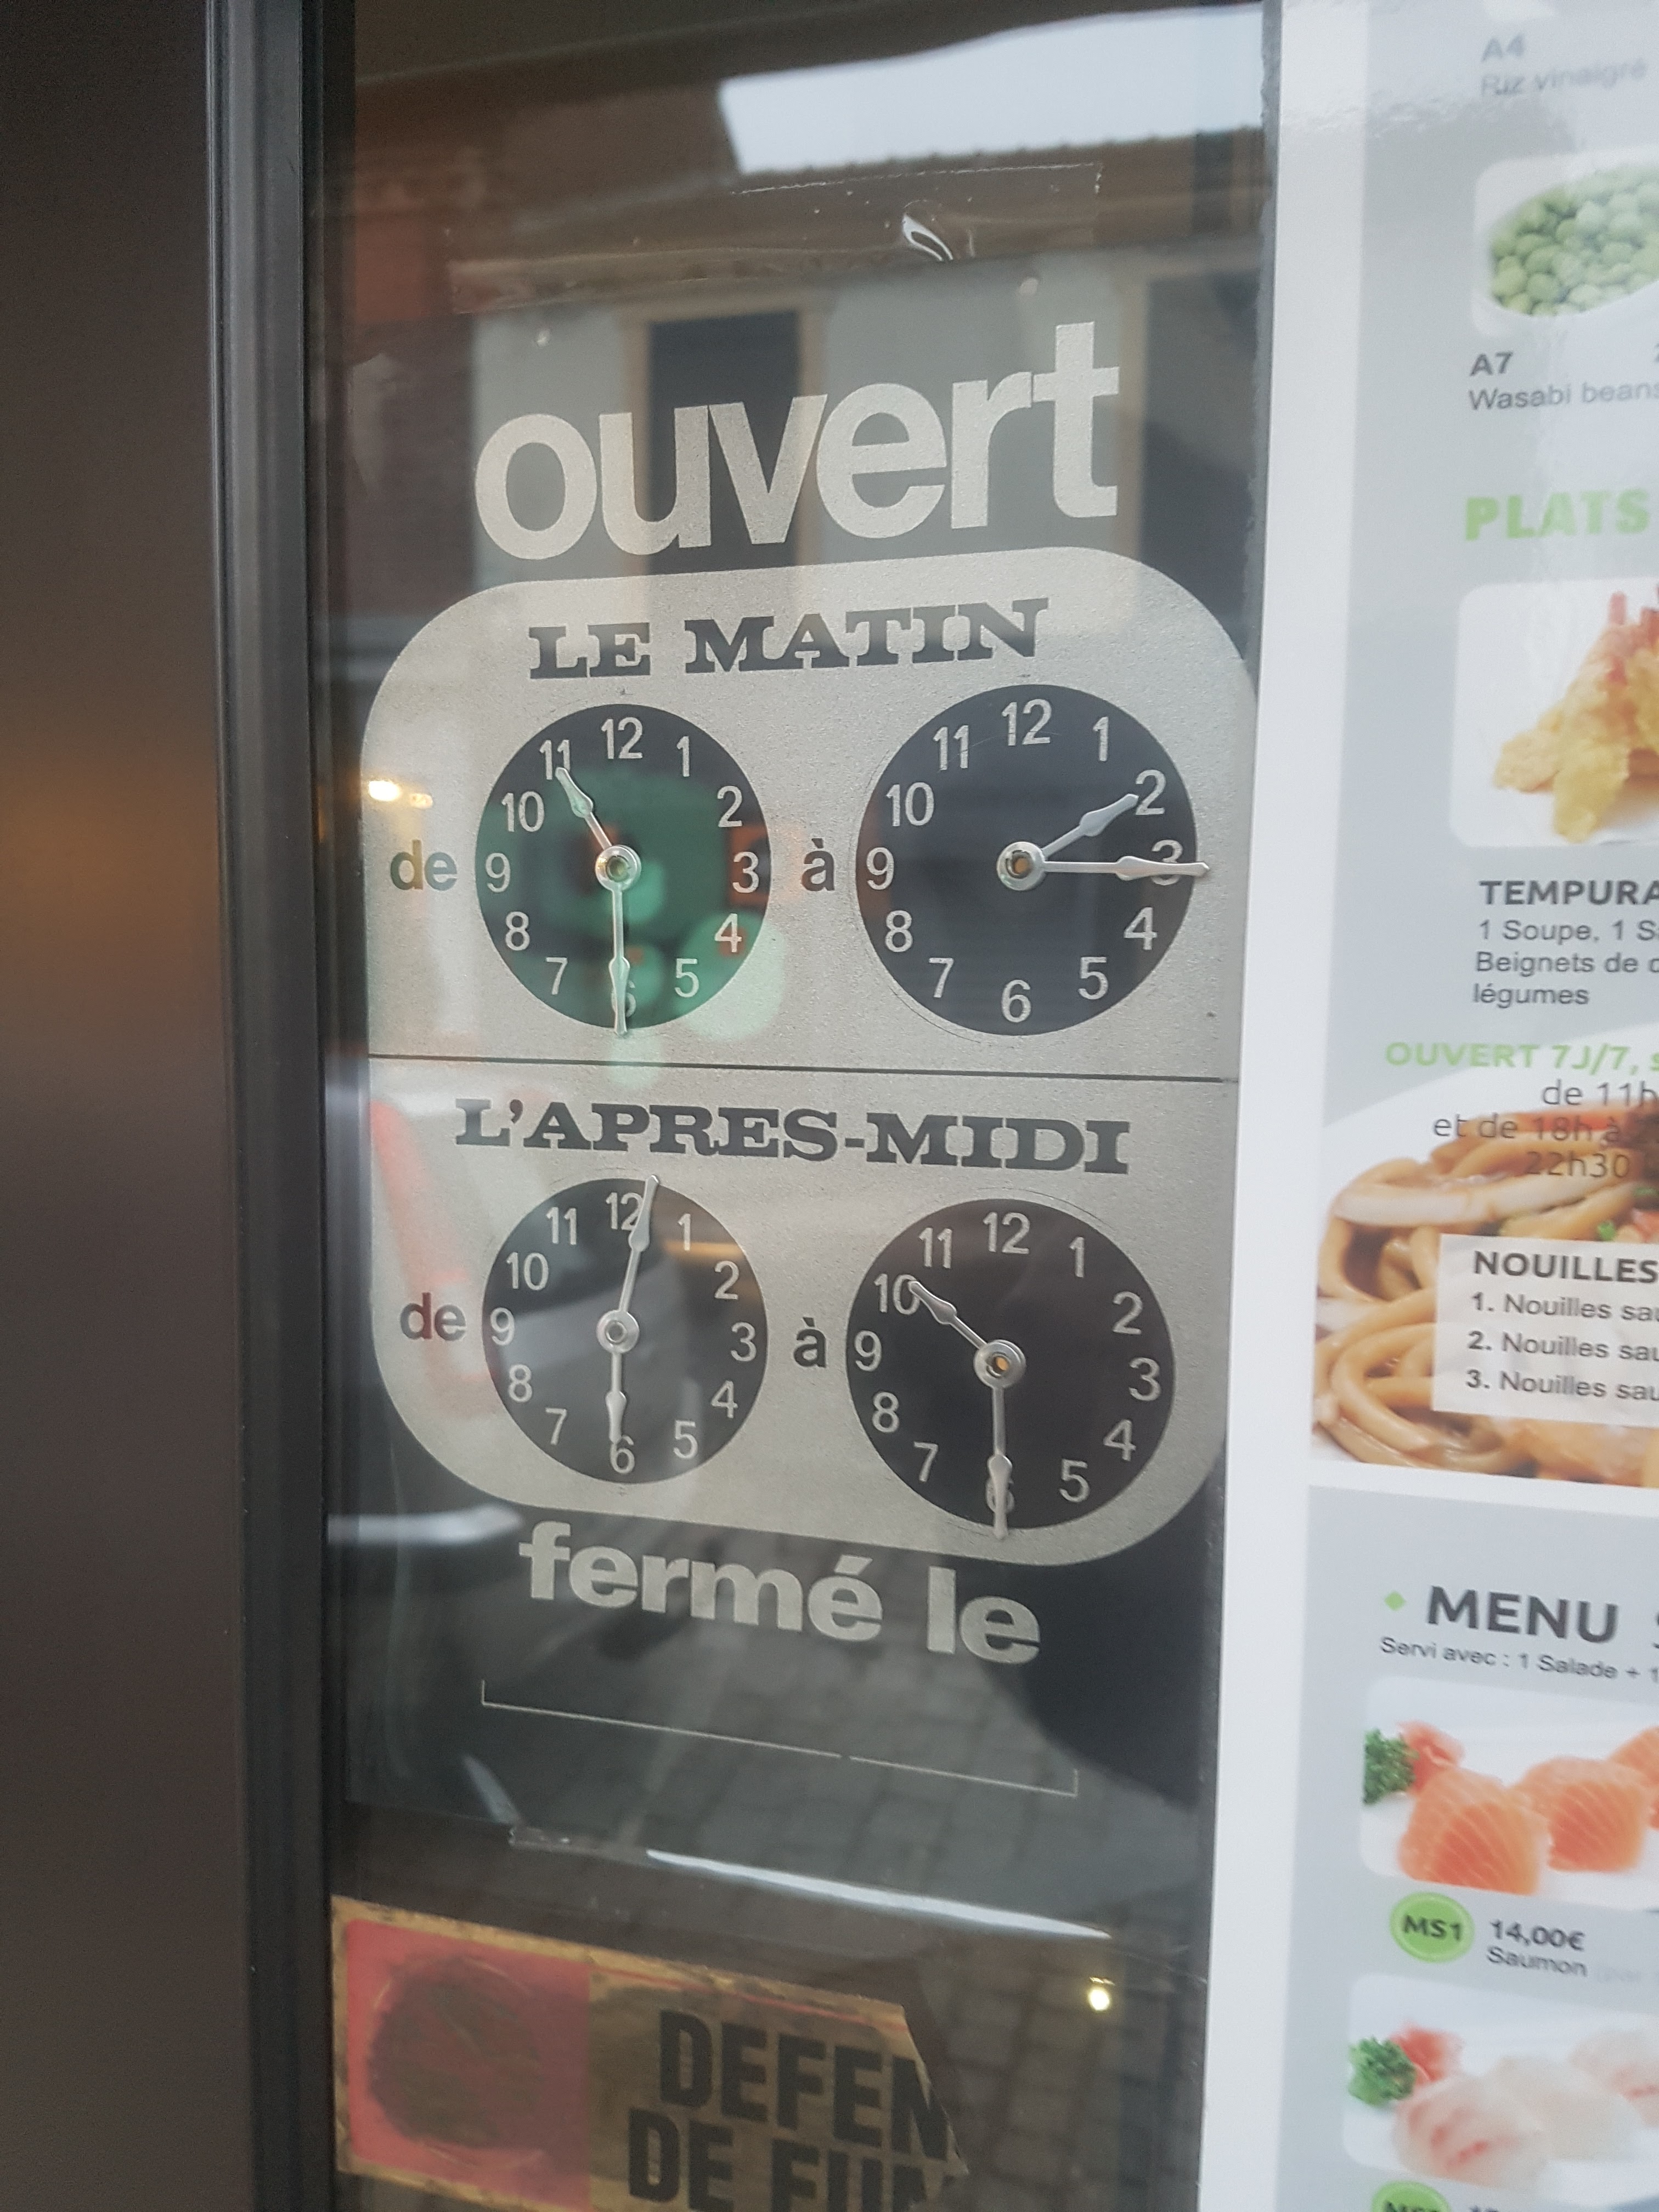 ouvert
LE MATIN
12 1 2 3 4 5 6 7 8 9 10 11
de
à
12 1 2 3 4 5 6 7 8 9 10 11
L'APRES-MIDI
12 1 2 3 4 5 6 7 8 9 10 11
de
à
12 1 2 3 4 5 6 7 8 9 10 11
fermé le
DEFEN
DE FUM
A4
Riz vinaigré
A7
Wasabi beans
PLATS
TEMPURA
1 Soupe, 1 S
Beignets de
légumes
OUVERT 7J/7,
de 11h
et de 18h à
22h30
NOUILLES
1. Nouilles sau
2. Nouilles sau
3. Nouilles sau
MENU
Servi avec : 1 Salade + 1
MS1 14,00€
Saumon